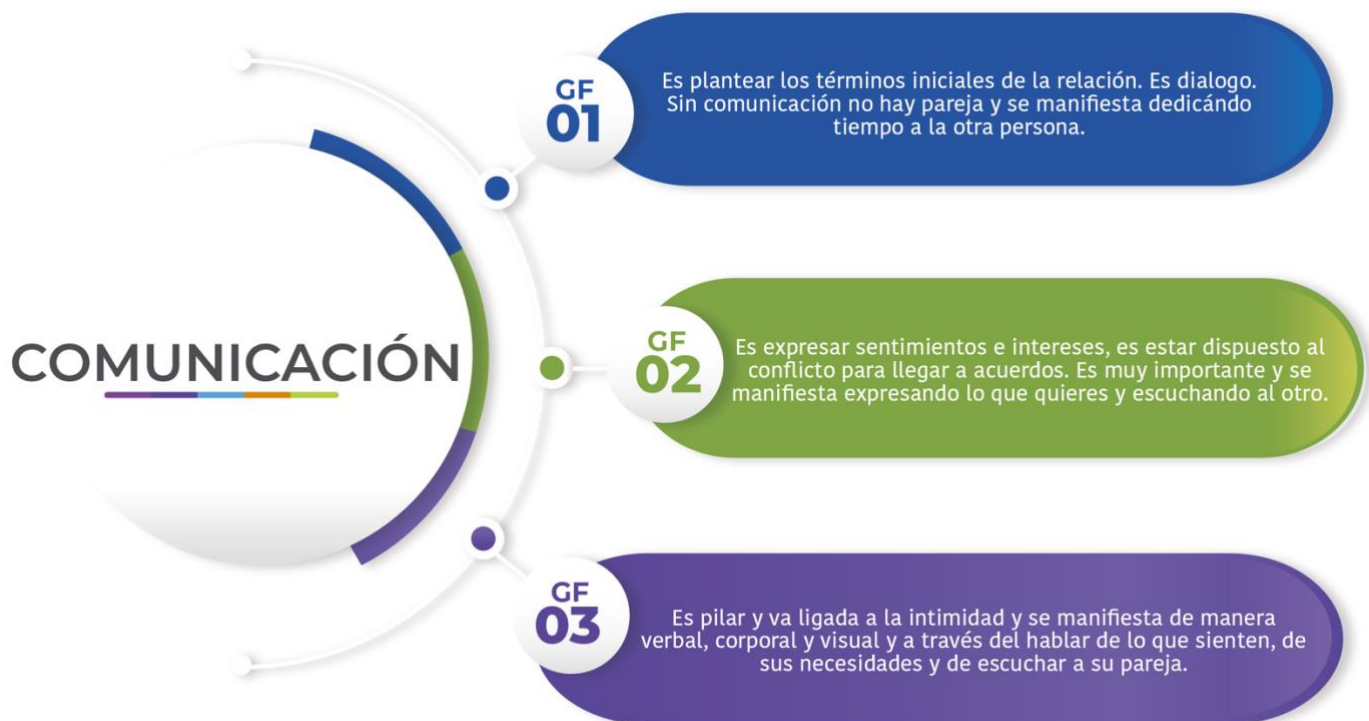 COMUNICACIÓN
GF
01
Es plantear los términos iniciales de la relación. Es dialogo.
Sin comunicación no hay pareja y se manifiesta dedicándo
tiempo a la otra persona.
GF
02
Es expresar sentimientos e intereses, es estar dispuesto al
conflicto para llegar a acuerdos. Es muy importante y se
manifiesta expresando lo que quieres y escuchando al otro.
GF
03
Es pilar y va ligada a la intimidad y se manifiesta de manera
verbal, corporal y visual y a través del hablar de lo que sienten, de
sus necesidades y de escuchar a su pareja.